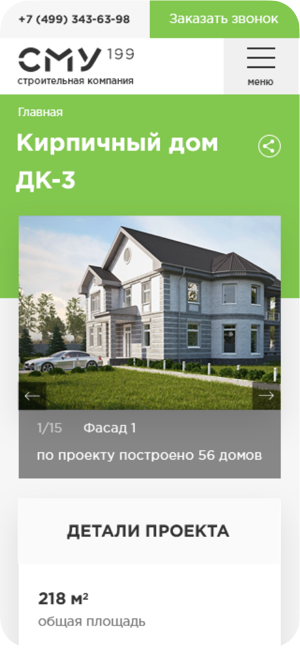 +7 (499) 343-63-98
Заказать звонок
СМУ 199
строительная компания
меню
Главная
Кирпичный дом
ДК-3
1/15 Фасад 1
по проекту построено 56 домов
ДЕТАЛИ ПРОЕКТА
218 м²
общая площадь